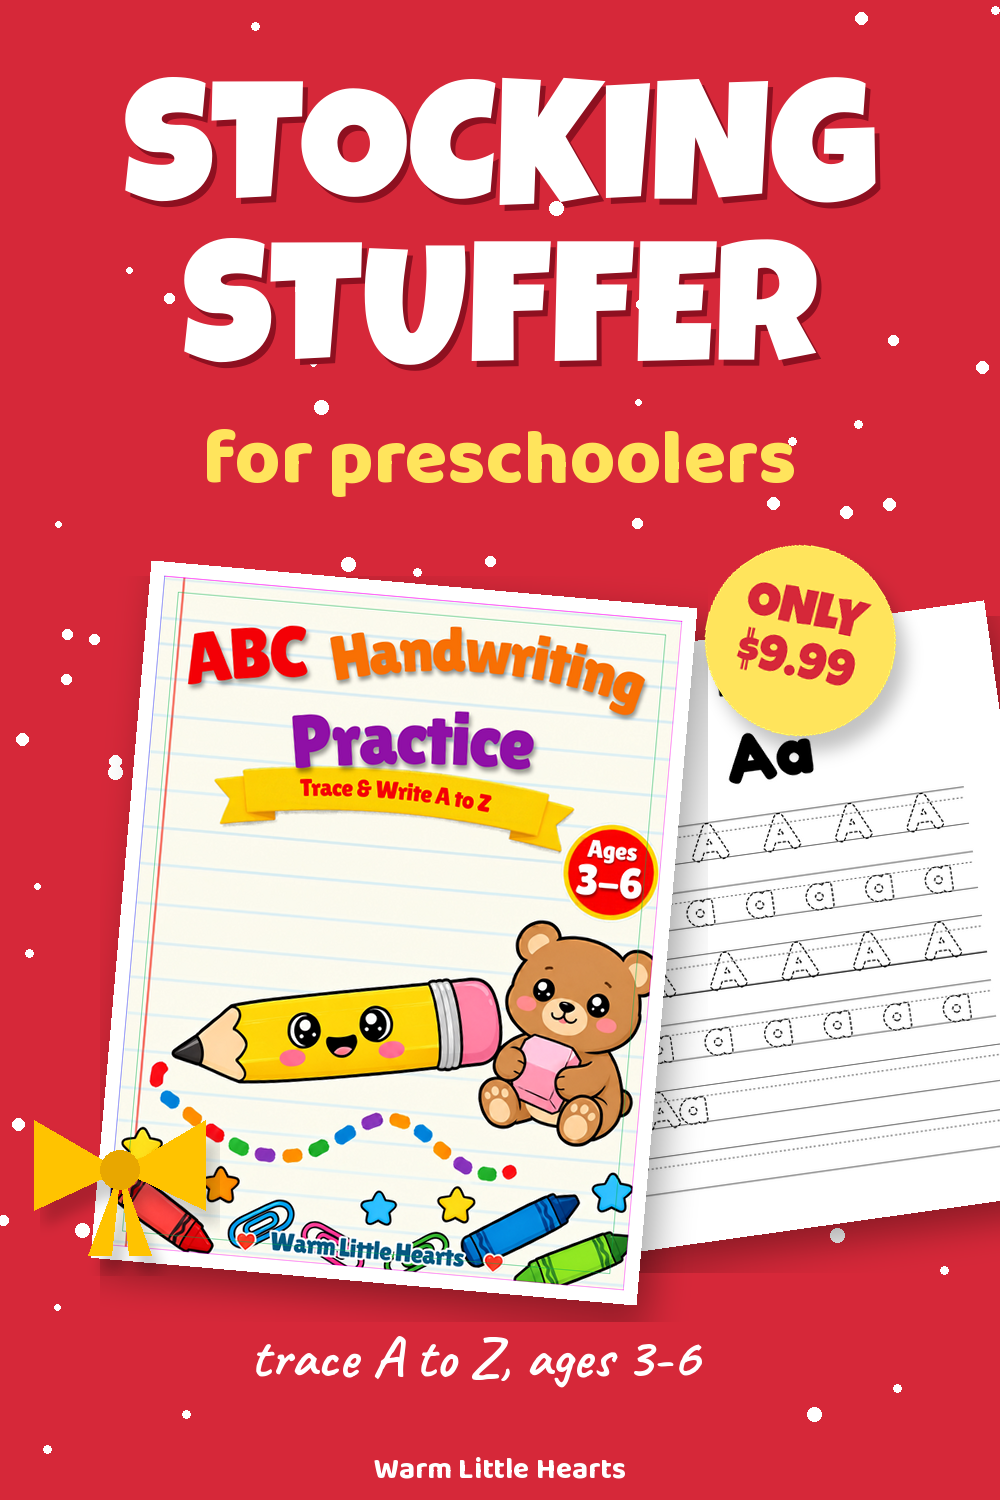 STOCKING
STUFFER
for preschoolers
ONLY
$9.99
ABC Handwriting
Practice
Trace & Write A to Z
Ages
3–6
Warm Little Hearts
Aa
A A A A
a a a a a
A A A A
a a a a a a
Aa
trace A to Z, ages 3-6
Warm Little Hearts